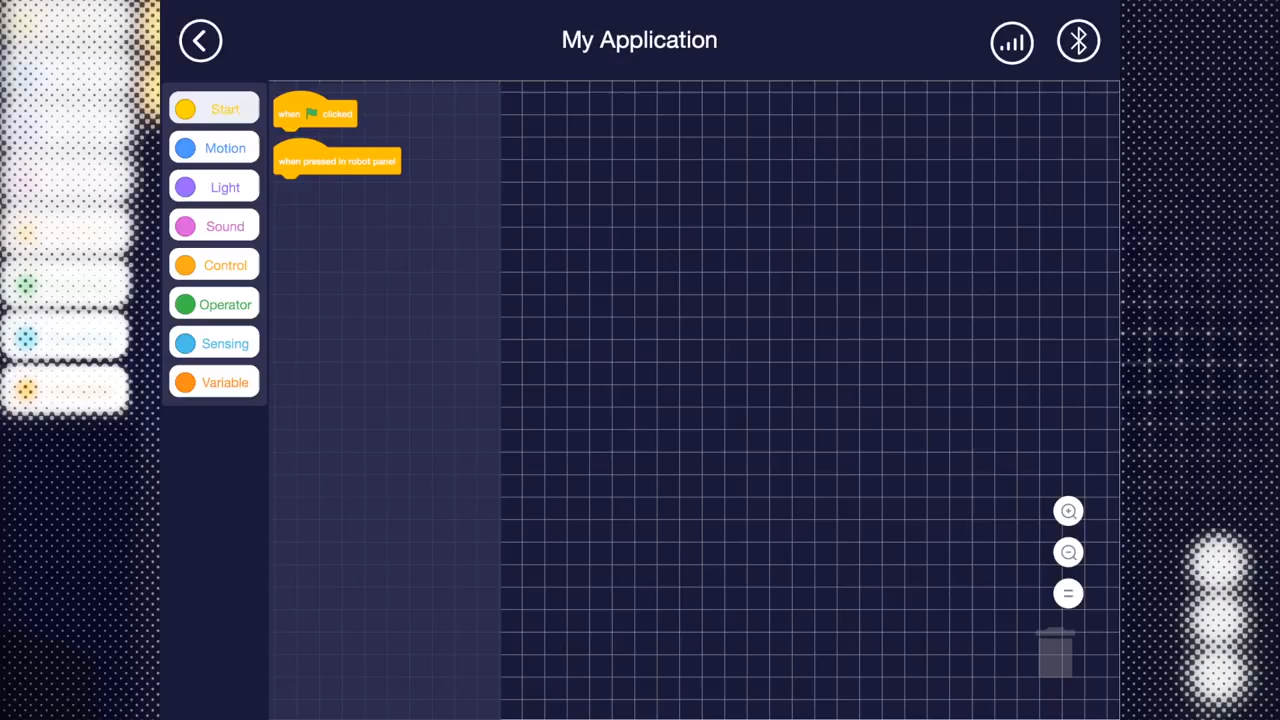 My Application
Start
Motion
Light
Sound
Control
Operator
Sensing
Variable
when clicked
when pressed in robot panel